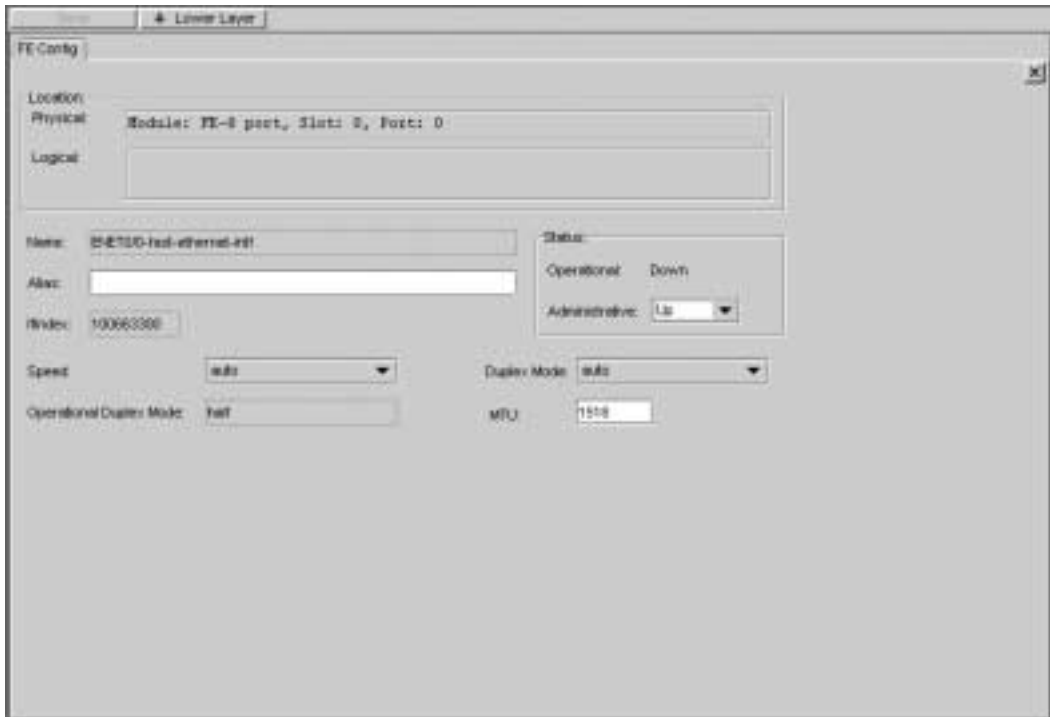 Lower Layer
FE Config
Location:
Physical: Module: FE-8 port, Slot: 0, Port: 0
Logical:
Name:
Status:
Operational: Down
Alias:
Administrative: Up
IfIndex:
Speed: auto Duplex Mode: auto
Operational Duplex Mode: half MTU: 1518